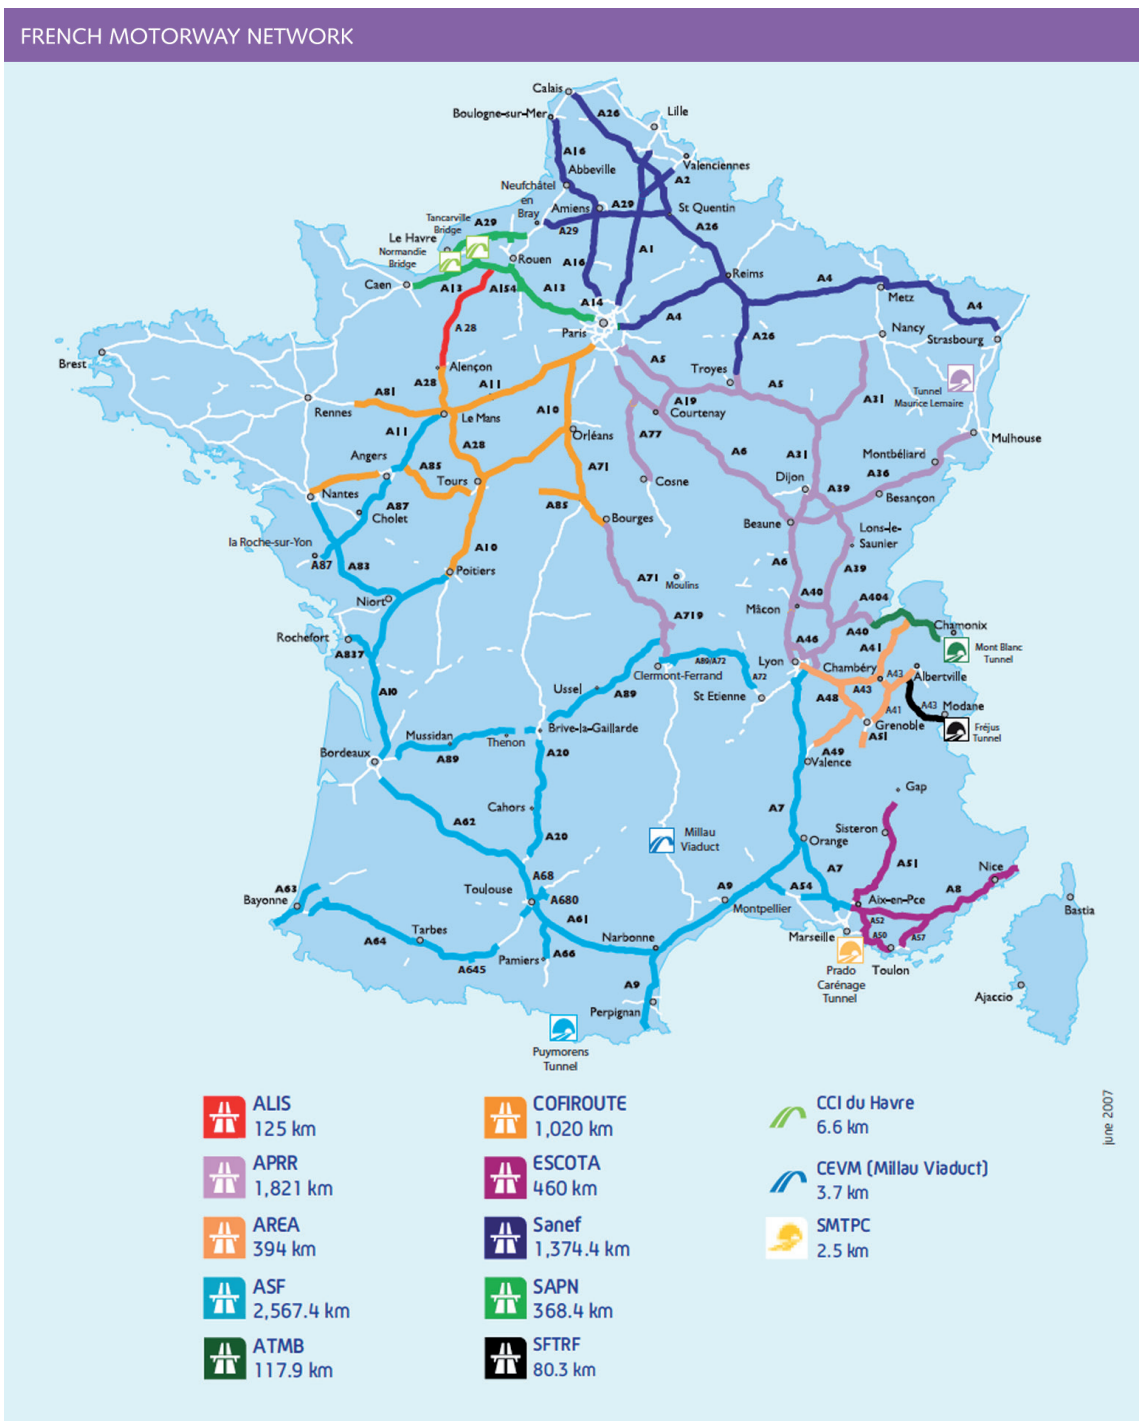 FRENCH MOTORWAY NETWORK
Calais
A26
Lille
Boulogne-sur-Mer
A16
Abbeville
Valenciennes
A2
Neufchâtel
en
Bray
Amiens
A29
St Quentin
Tancarville
Bridge
A29
A29
A26
Le Havre
Normandie
Bridge
A1
Rouen
A16
Reims
Caen
A13
A154
A13
A14
A4
A4
Metz
A4
A28
Paris
A26
Nancy
Strasbourg
Brest
Alençon
A5
Troyes
A5
A28
A11
Tunnel
Maurice Lemaire
A81
A19
A31
Rennes
Le Mans
A10
Courtenay
A11
Orléans
A77
Mulhouse
A28
A6
A31
Montbéliard
Angers
A85
A71
Dijon
A36
Tours
Cosne
A39
Besançon
Nantes
A87
A85
Cholet
Bourges
Beaune
Lons-le-
Saunier
la Roche-sur-Yon
A10
A87
A83
A6
A39
Poitiers
A71
Moulins
Niort
A40
A404
Mâcon
A719
Rochefort
A46
A40
Chamonix
A837
A41
Mont Blanc
Tunnel
A89/A72
Lyon
Chambéry
Clermont-Ferrand
A72
A43
Albertville
A10
Ussel
A89
St Etienne
A48
A43
A41
A43
Modane
Mussidan
Thenon
Brive-la-Gaillarde
Grenoble
Fréjus
Tunnel
A51
Bordeaux
A89
A20
A49
Valence
Gap
Cahors
A7
A62
Sisteron
A20
Millau
Viaduct
Orange
A51
A7
Nice
A68
A63
Toulouse
A9
A54
A8
Bayonne
A680
Aix-en-Pce
Montpellier
Bastia
A61
A52
Tarbes
A64
Narbonne
Marseille
A50
A57
A66
Pamiers
A645
Prado
Carénage
Tunnel
Toulon
A9
Ajaccio
Perpignan
Puymorens
Tunnel
ALIS
125 km
APRR
1,821 km
AREA
394 km
ASF
2,567.4 km
ATMB
117.9 km
COFIROUTE
1,020 km
ESCOTA
460 km
Sanef
1,374.4 km
SAPN
368.4 km
SFTRF
80.3 km
CCI du Havre
6.6 km
CEVM (Millau Viaduct)
3.7 km
SMTPC
2.5 km
june 2007